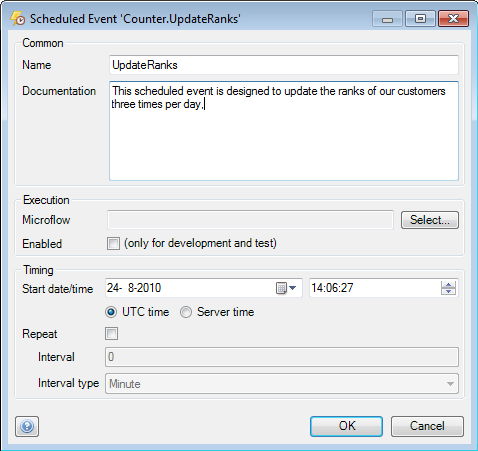 Scheduled Event 'Counter.UpdateRanks'
Common
Name UpdateRanks
Documentation This scheduled event is designed to update the ranks of our customers
three times per day.
Execution
Microflow Select...
Enabled (only for development and test)
Timing
Start date/time 24- 8-2010 14:06:27
UTC time Server time
Repeat
Interval 0
Interval type Minute
? OK Cancel